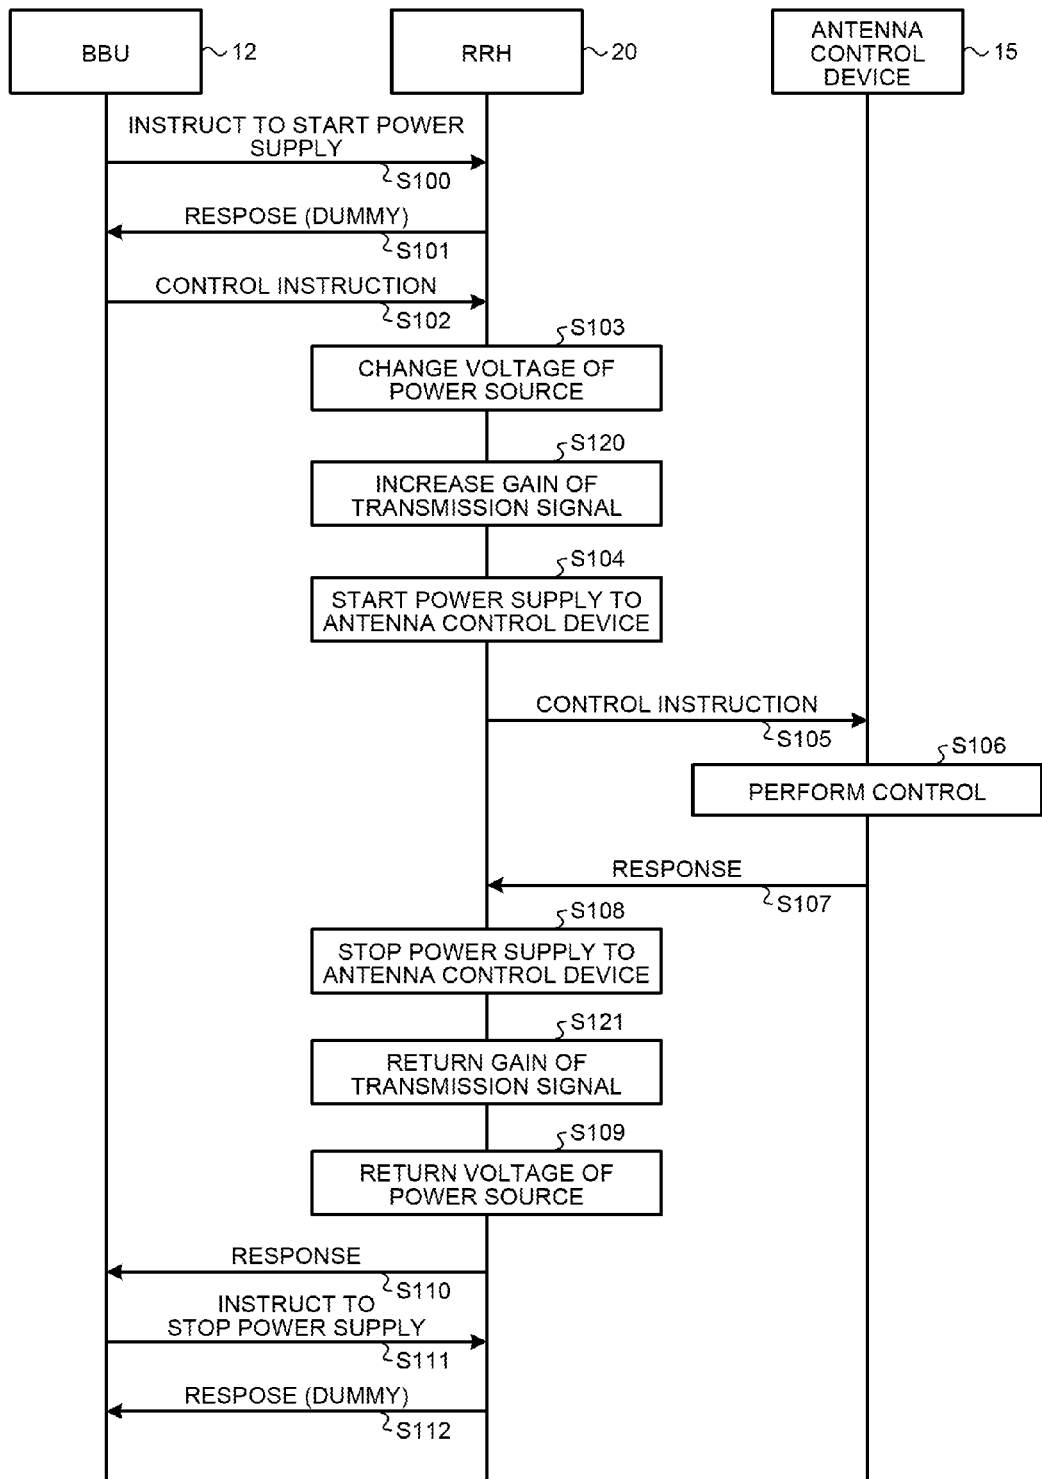 BBU
12
RRH
20
ANTENNA
CONTROL
DEVICE
15
INSTRUCT TO START POWER
SUPPLY
S100
RESPOSE (DUMMY)
S101
CONTROL INSTRUCTION
S102
S103
CHANGE VOLTAGE OF
POWER SOURCE
S120
INCREASE GAIN OF
TRANSMISSION SIGNAL
S104
START POWER SUPPLY TO
ANTENNA CONTROL DEVICE
CONTROL INSTRUCTION
S105
S106
PERFORM CONTROL
RESPONSE
S107
S108
STOP POWER SUPPLY TO
ANTENNA CONTROL DEVICE
S121
RETURN GAIN OF
TRANSMISSION SIGNAL
S109
RETURN VOLTAGE OF
POWER SOURCE
RESPONSE
S110
INSTRUCT TO
STOP POWER SUPPLY
S111
RESPOSE (DUMMY)
S112